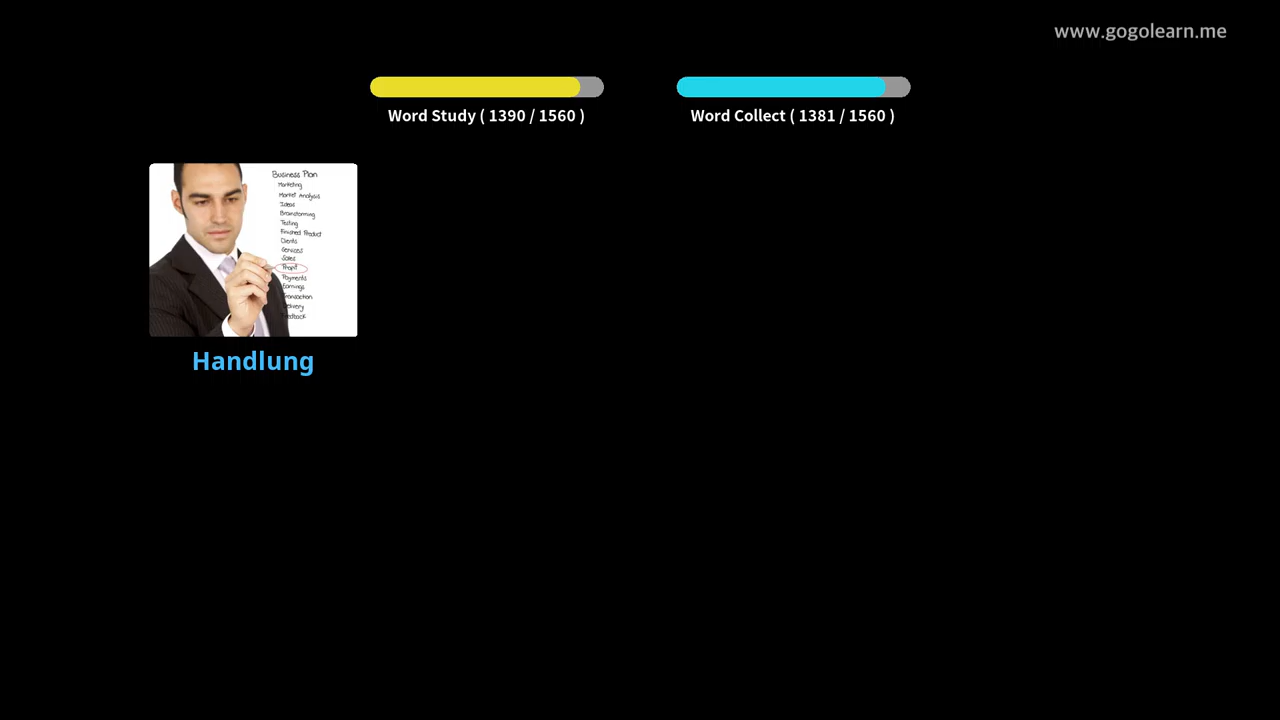 www.gogolearn.me
Word Study ( 1390 / 1560 )
Word Collect ( 1381 / 1560 )
Business Plan
Marketing
Market Analysis
Ideas
Brainstorming
Testing
Finished Product
Clients
Services
Sales
Profit
Payments
Earnings
Transaction
Delivery
Feedback
Handlung